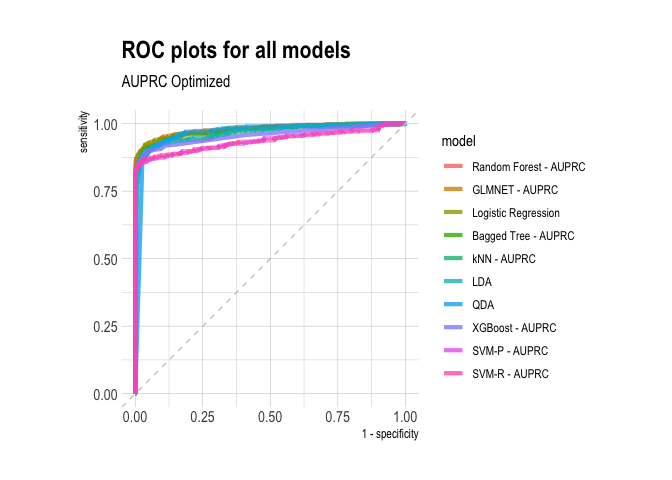 ROC plots for all models
AUPRC Optimized
sensitivity
1.00
0.75
0.50
0.25
0.00
0.00 0.25 0.50 0.75 1.00
1 - specificity
model
Random Forest - AUPRC
GLMNET - AUPRC
Logistic Regression
Bagged Tree - AUPRC
kNN - AUPRC
LDA
QDA
XGBoost - AUPRC
SVM-P - AUPRC
SVM-R - AUPRC